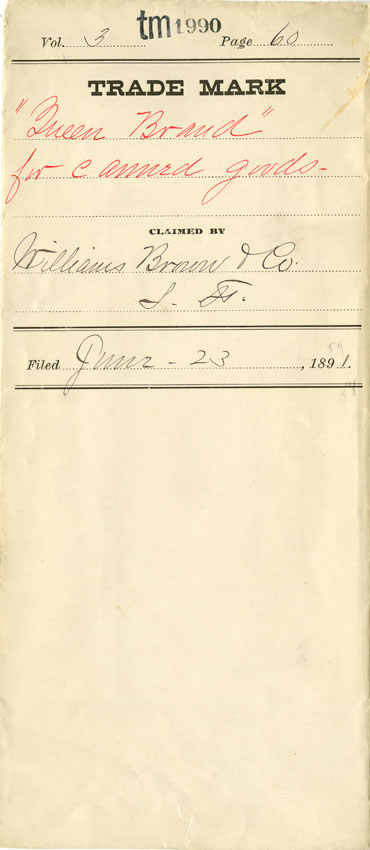 Vol. 3 tm1990 Page 60
TRADE MARK
"Queen Brand"
for canned goods-
CLAIMED BY
Williams Brown & Co.
S. F.
Filed June - 23, 1891.